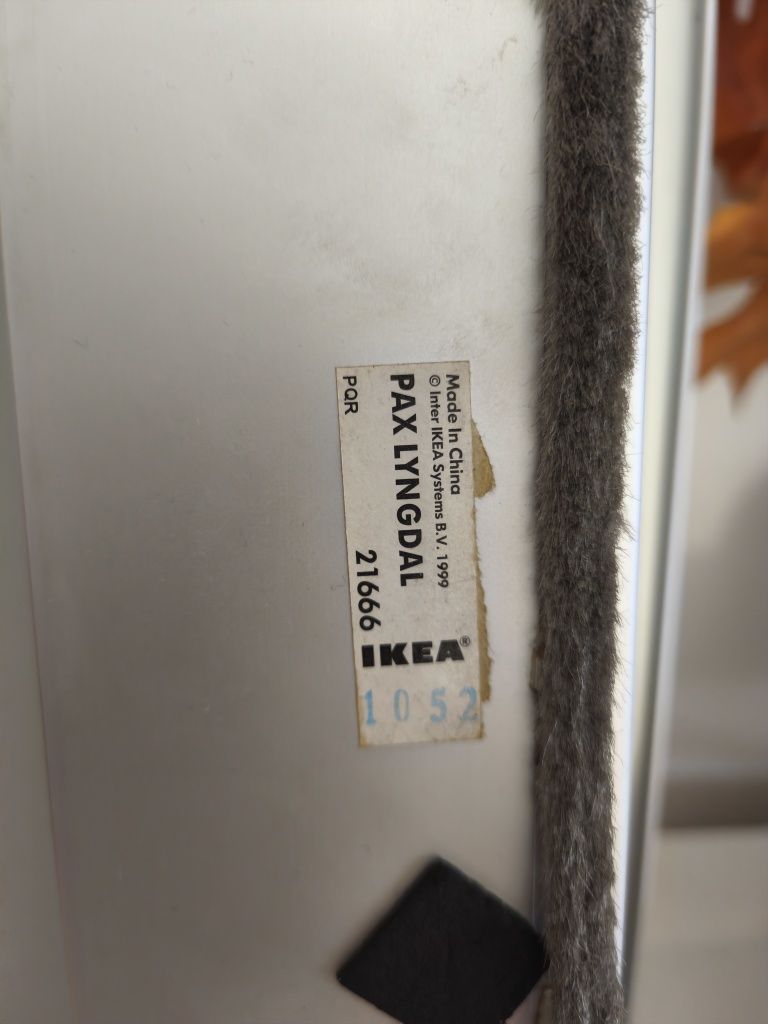 Made In China
© Inter IKEA Systems B.V. 1999
PAX LYNGDAL
PQR
21666
IKEA®
1052